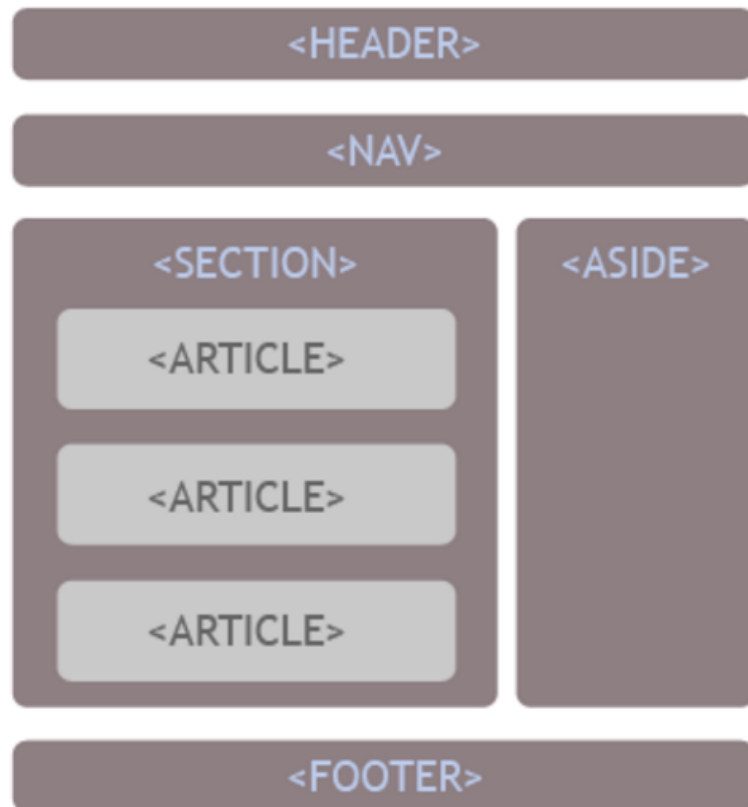 <HEADER>
<NAV>
<SECTION>
<ASIDE>
<ARTICLE>
<ARTICLE>
<ARTICLE>
<FOOTER>